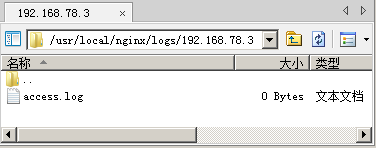 192.168.78.3
/usr/local/nginx/logs/192.168.78.3
名称 大小 类型
..
access.log 0 Bytes 文本文档